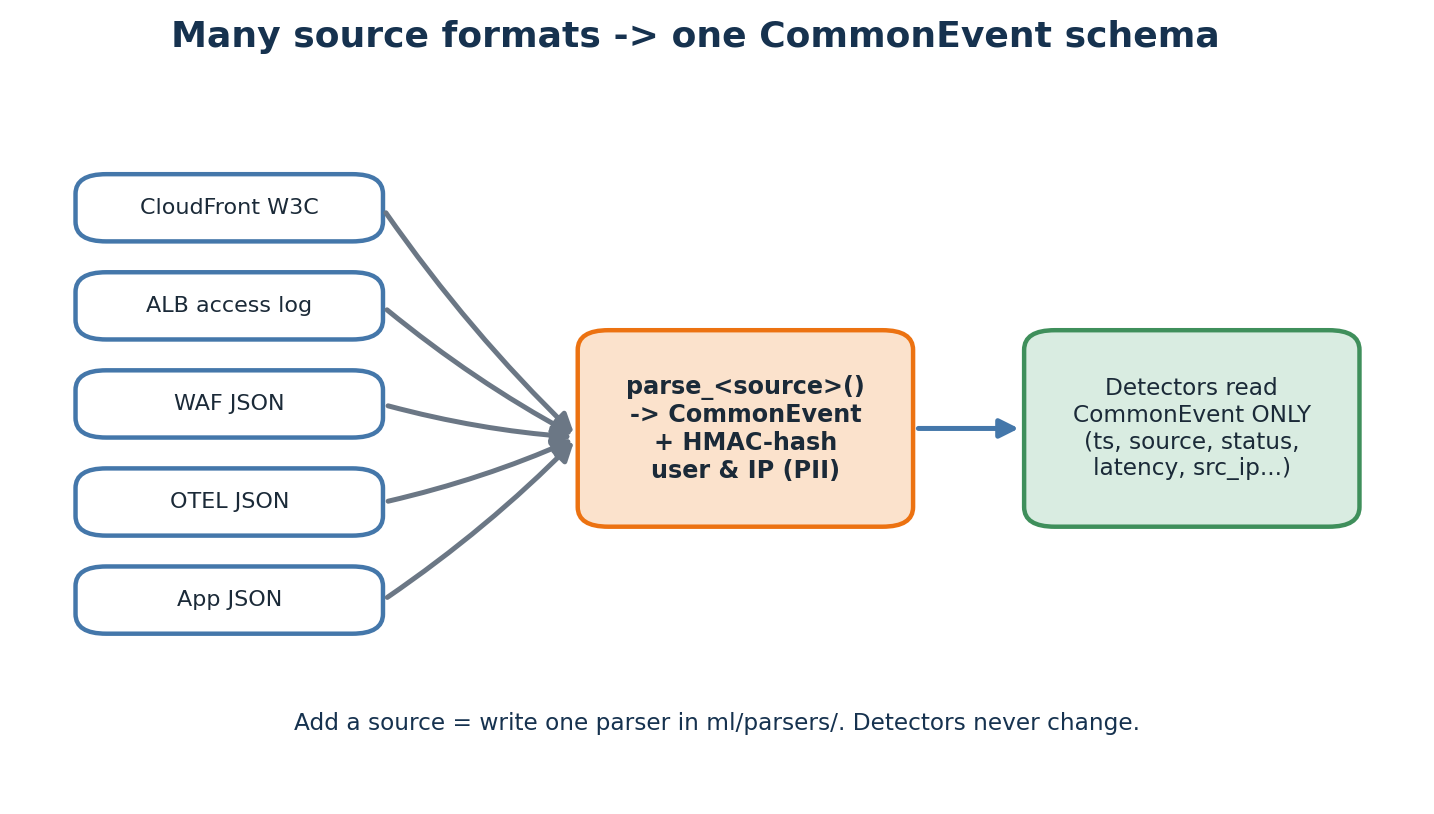 Many source formats -> one CommonEvent schema
CloudFront W3C
ALB access log
WAF JSON
OTEL JSON
App JSON
parse_<source>()
-> CommonEvent
+ HMAC-hash
user & IP (PII)
Detectors read
CommonEvent ONLY
(ts, source, status,
latency, src_ip...)
Add a source = write one parser in ml/parsers/. Detectors never change.